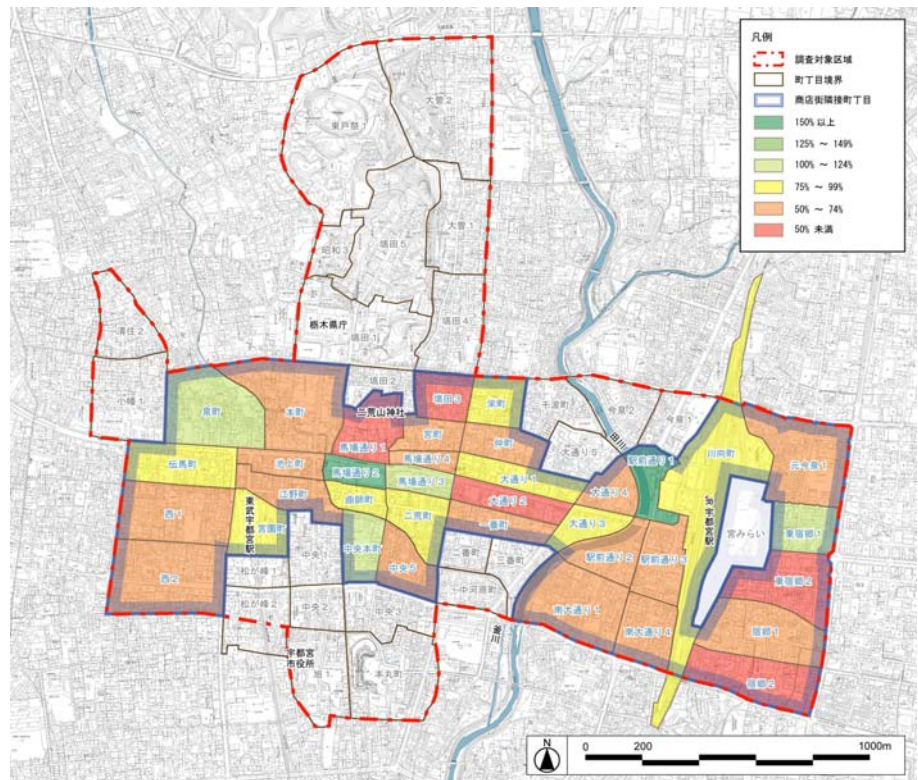 凡例
調査対象区域
町丁目境界
商店街隣接町丁目
150% 以上
125% ～ 149%
100% ～ 124%
75% ～ 99%
50% ～ 74%
50% 未満
大曽 2
東戸祭 1
大曽 1
昭和 3
塙田 5
塙田 4
栃木県庁
塙田 1
清住 2
小幡 1
塙田 2
二荒山神社
塙田 3
栄町
千波町
今泉 2
今泉 1
田川
大通り 5
泉町
本町
馬場通り 1
宮町
仲町
駅前通り 1
川向町
元今泉 1
伝馬町
池上町
馬場通り 2
馬場通り 4
馬場通り 3
大通り 1
大通り 2
大通り 4
大通り 3
JR 宇都宮駅
宮みらい
東宿郷 1
東宿郷 2
西 1
西 2
江野町
東武宇都宮駅
宮園町
曲師町
二荒町
一番町
中央 1
中央本町
中央 5
二番町
三番町
駅前通り 2
駅前通り 3
松が峰 1
松が峰 2
中央 2
中央 3
中河原町
南大通り 1
南大通り 4
宿郷 1
宿郷 2
釜川
宇都宮
市役所
旭 1
本丸町
N
0 200 1000m